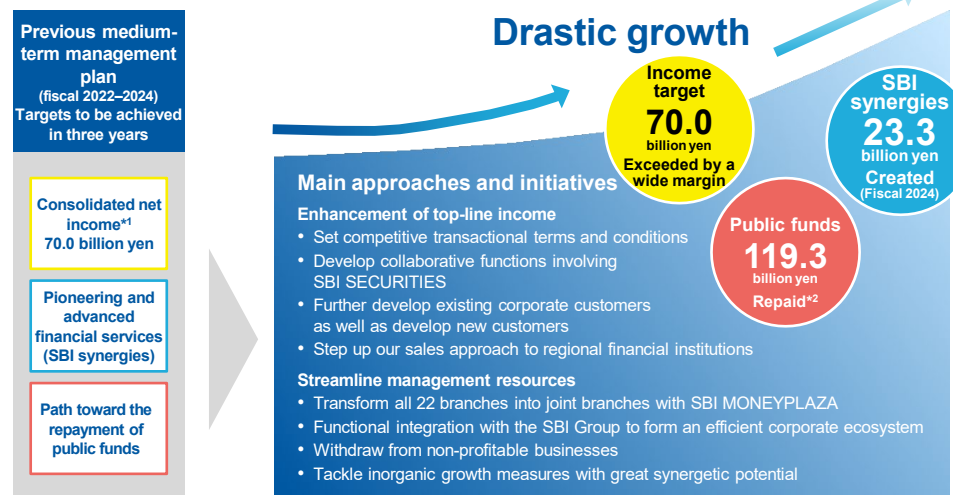 Previous medium-
term management
plan
(fiscal 2022–2024)
Targets to be achieved
in three years
Consolidated net
income*1
70.0 billion yen
Pioneering and
advanced
financial services
(SBI synergies)
Path toward the
repayment of
public funds
Drastic growth
Income
target
70.0
billion yen
Exceeded by a
wide margin
SBI
synergies
23.3
billion yen
Created
(Fiscal 2024)
Public funds
119.3
billion yen
Repaid*2
Main approaches and initiatives
Enhancement of top-line income
• Set competitive transactional terms and conditions
• Develop collaborative functions involving
SBI SECURITIES
• Further develop existing corporate customers
as well as develop new customers
• Step up our sales approach to regional financial institutions
Streamline management resources
• Transform all 22 branches into joint branches with SBI MONEYPLAZA
• Functional integration with the SBI Group to form an efficient corporate ecosystem
• Withdraw from non-profitable businesses
• Tackle inorganic growth measures with great synergetic potential